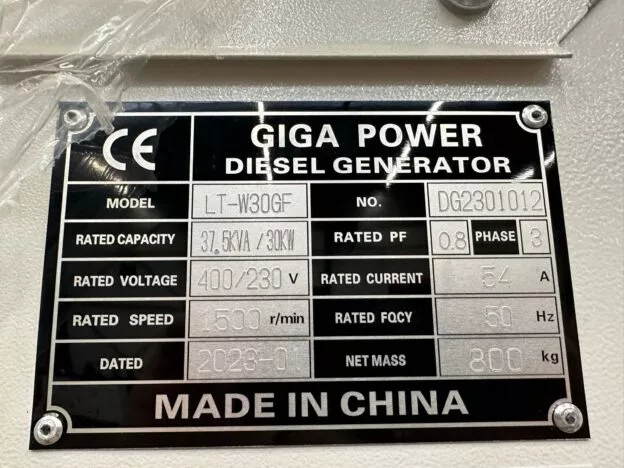 CE
GIGA POWER
DIESEL GENERATOR
MODEL LT-W30GF NO. DG2301012
RATED CAPACITY 37.5KVA/30KW RATED PF 0.8 PHASE 3
RATED VOLTAGE 400/230 V RATED CURRENT 54 A
RATED SPEED 1500 r/min RATED FQCY 50 Hz
DATED 2023-01 NET MASS 800 kg
MADE IN CHINA